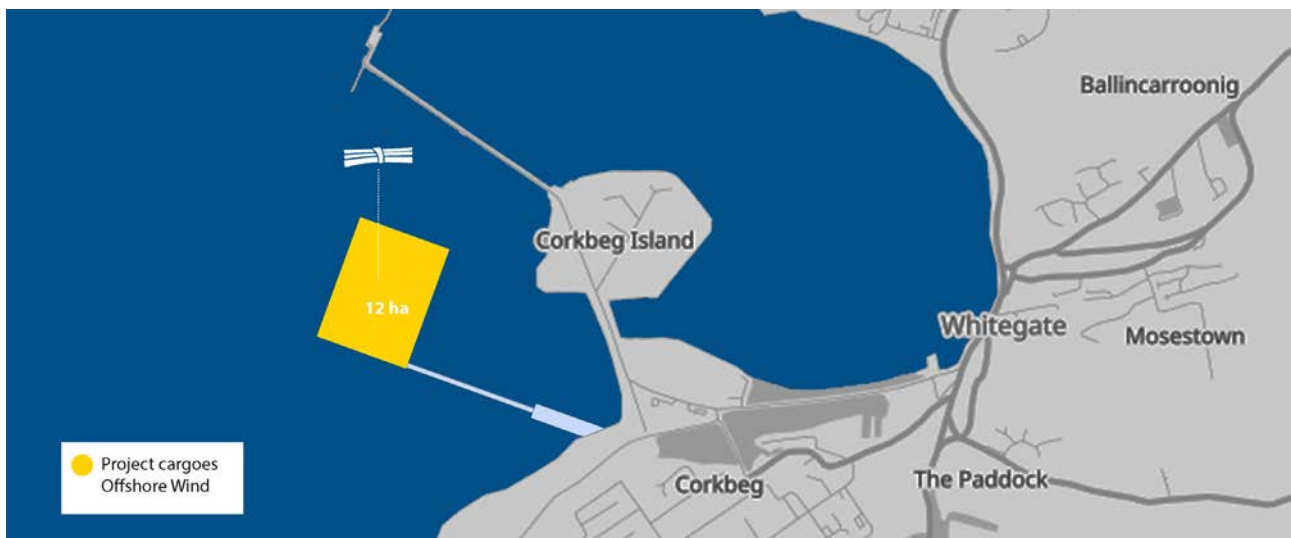 Ballincarroonig
Corkbeg Island
12 ha
Whitegate
Mosestown
Project cargoes
Offshore Wind
Corkbeg
The Paddock